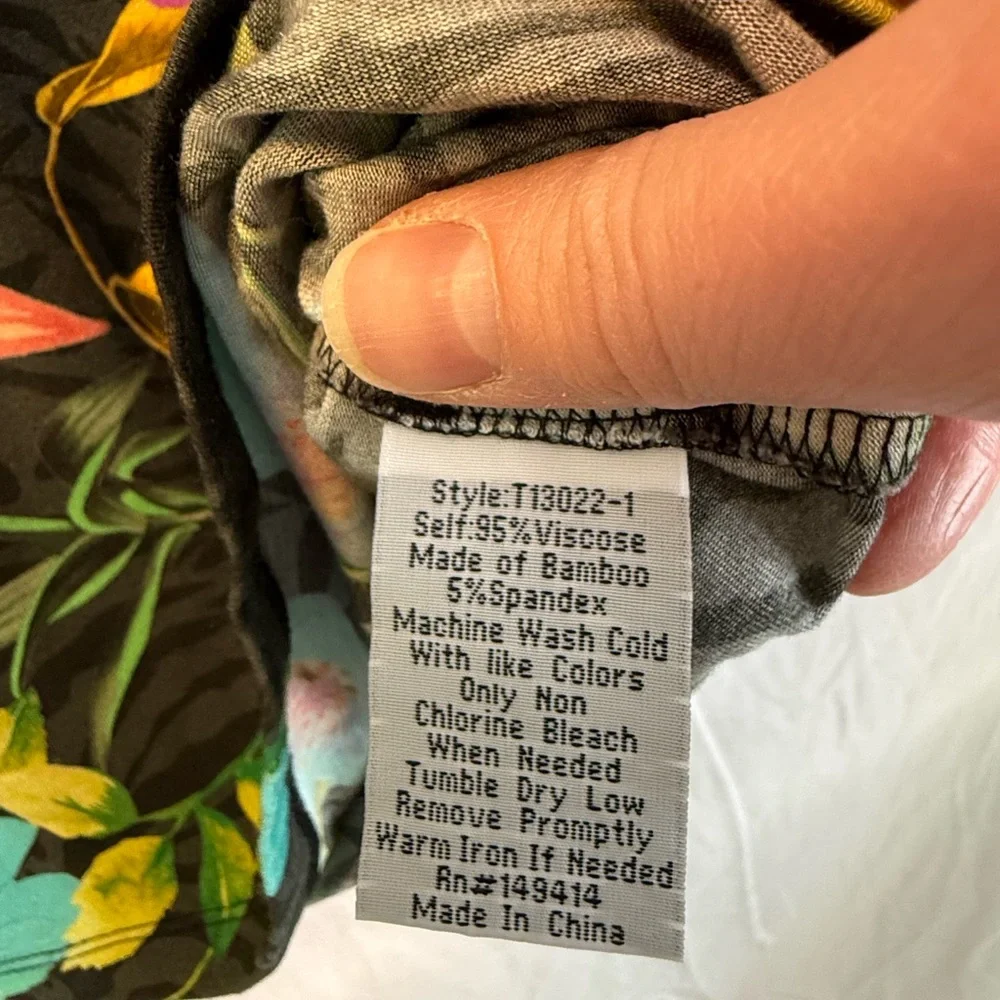 Style:T13022-1
Self:95%Viscose
Made of Bamboo
5%Spandex
Machine Wash Cold
With like Colors
Only Non
Chlorine Bleach
When Needed
Tumble Dry Low
Remove Promptly
Warm Iron If Needed
Rn#149414
Made In China